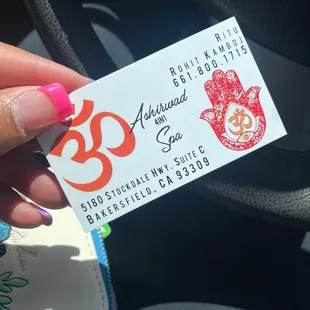 Ritu
Rohit Kamboj
661.800.1715
Ashirwad
4IN1
Spa
ॐ
ॐ
5180 Stockdale Hwy, Suite C
Bakersfield, CA 93309